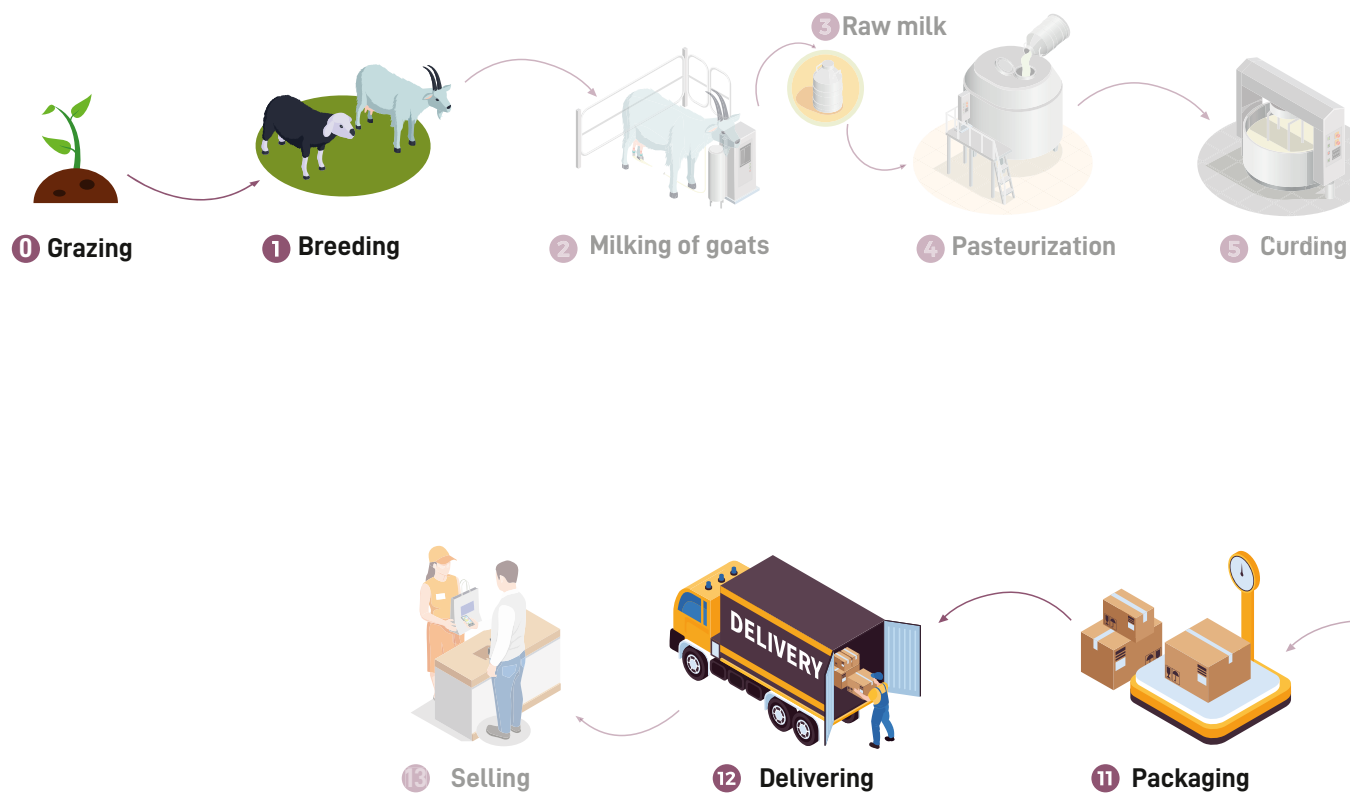 3 Raw milk
0 Grazing
1 Breeding
2 Milking of goats
4 Pasteurization
5 Curding
DELIVERY
13 Selling
12 Delivering
11 Packaging